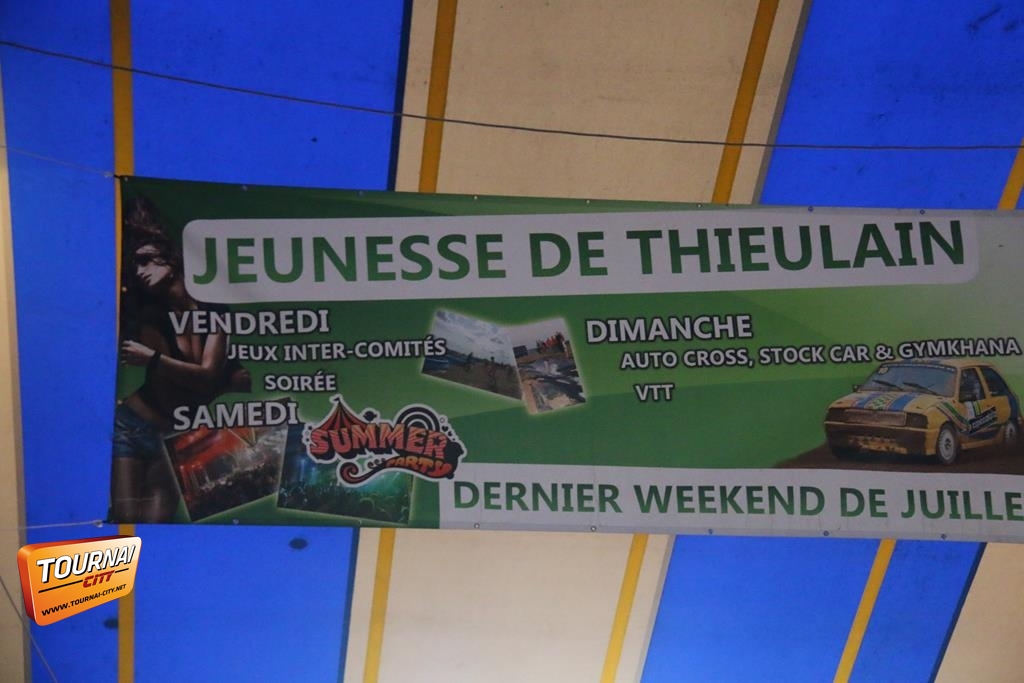 JEUNESSE DE THIEULAIN
VENDREDI
JEUX INTER-COMITÉS
SOIRÉE
SAMEDI
SUMMER
PARTY
DIMANCHE
AUTO CROSS, STOCK CAR & GYMKHANA
VTT
DERNIER WEEKEND DE JUILLE
TOURNAI
CITY
WWW.TOURNAI-CITY.NET